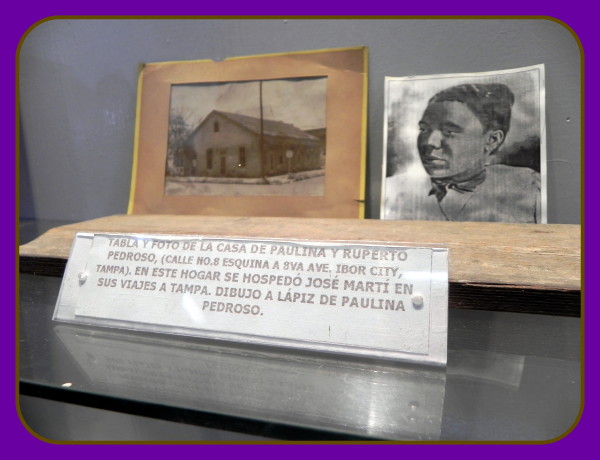 TABLA Y FOTO DE LA CASA DE PAULINA Y RUPERTO
PEDROSO, (CALLE NO.8 ESQUINA A 8VA AVE. IBOR CITY,
TAMPA). EN ESTE HOGAR SE HOSPEDÓ JOSÉ MARTÍ EN
SUS VIAJES A TAMPA. DIBUJO A LÁPIZ DE PAULINA
PEDROSO.